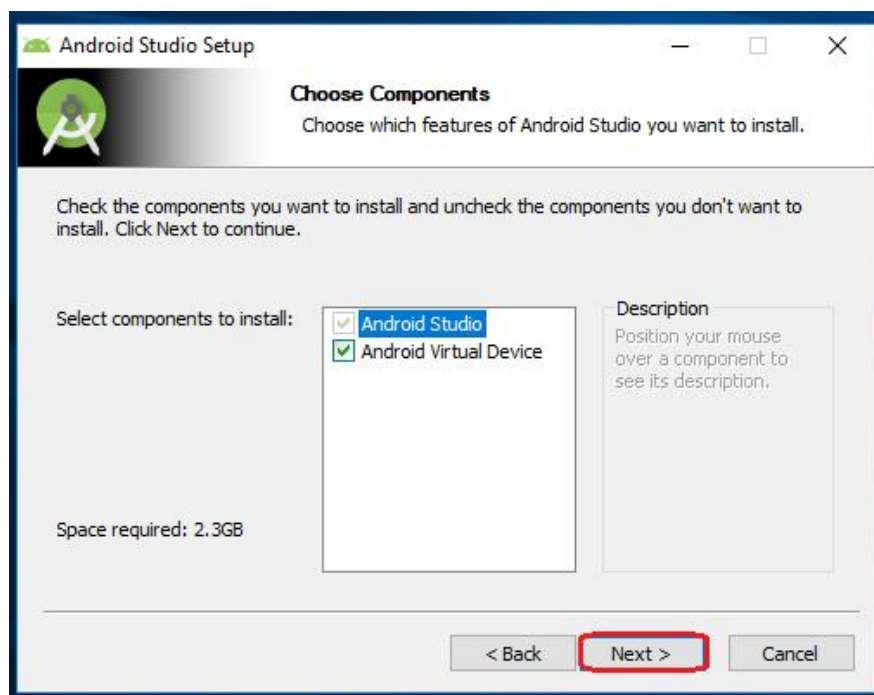 Android Studio Setup
Choose Components
Choose which features of Android Studio you want to install.
Check the components you want to install and uncheck the components you don't want to
install. Click Next to continue.
Select components to install:
Android Studio
Android Virtual Device
Description
Position your mouse
over a component to
see its description.
Space required: 2.3GB
< Back
Next >
Cancel